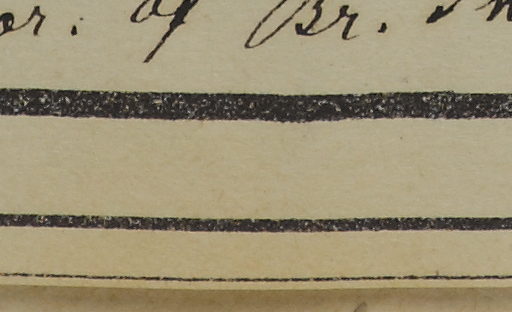 or. of Br.